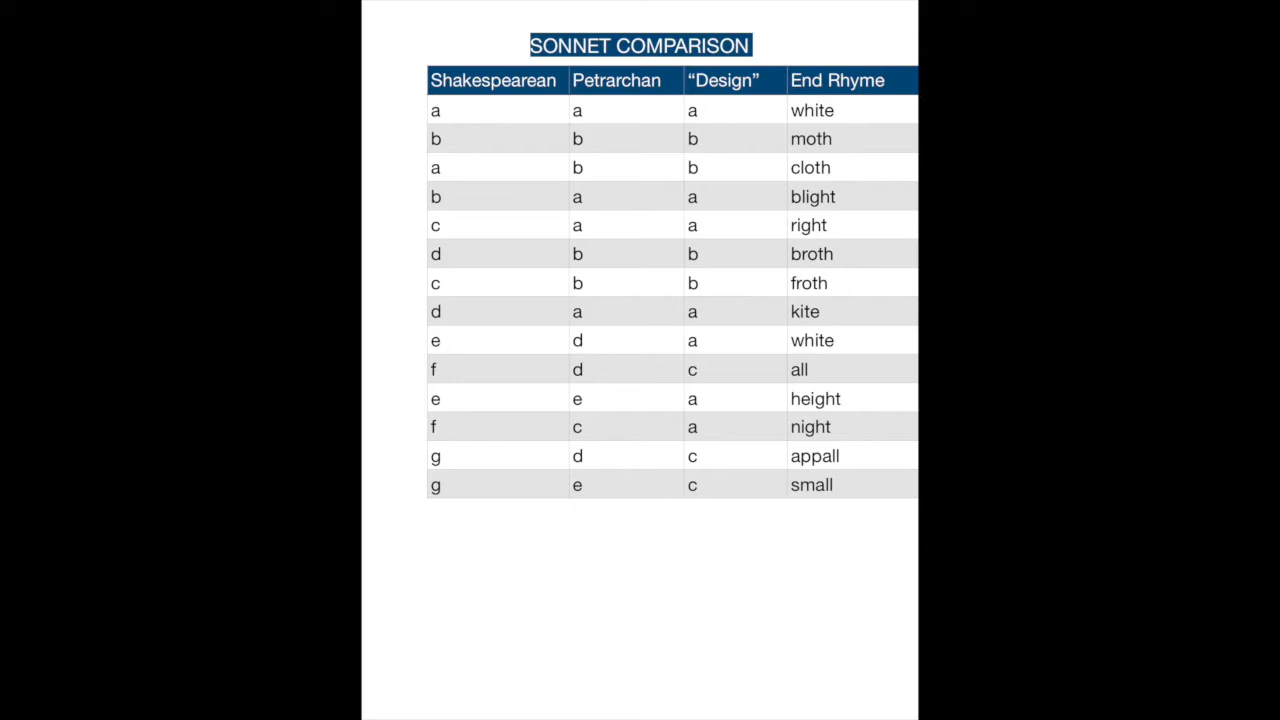 SONNET COMPARISON
Shakespearean Petrarchan “Design” End Rhyme
a a a white
b b b moth
a b b cloth
b a a blight
c a a right
d b b broth
c b b froth
d a a kite
e d a white
f d c all
e e a height
f c a night
g d c appall
g e c small